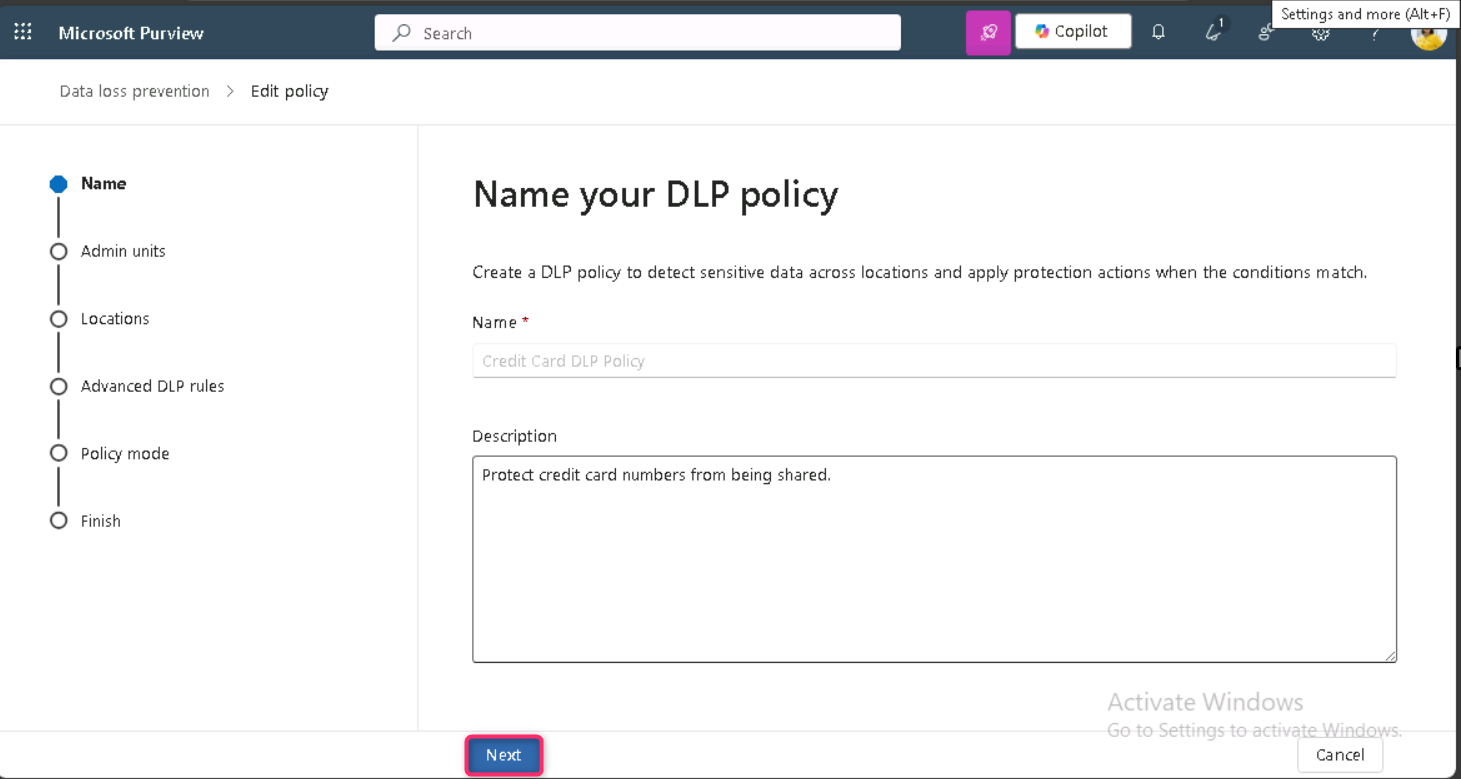 Settings and more (Alt+F)
Microsoft Purview
Search
Copilot
1
?
Data loss prevention > Edit policy
Name
Admin units
Locations
Advanced DLP rules
Policy mode
Finish
Name your DLP policy
Create a DLP policy to detect sensitive data across locations and apply protection actions when the conditions match.
Name *
Credit Card DLP Policy
Description
Protect credit card numbers from being shared.
Activate Windows
Go to Settings to activate Windows.
Next
Cancel